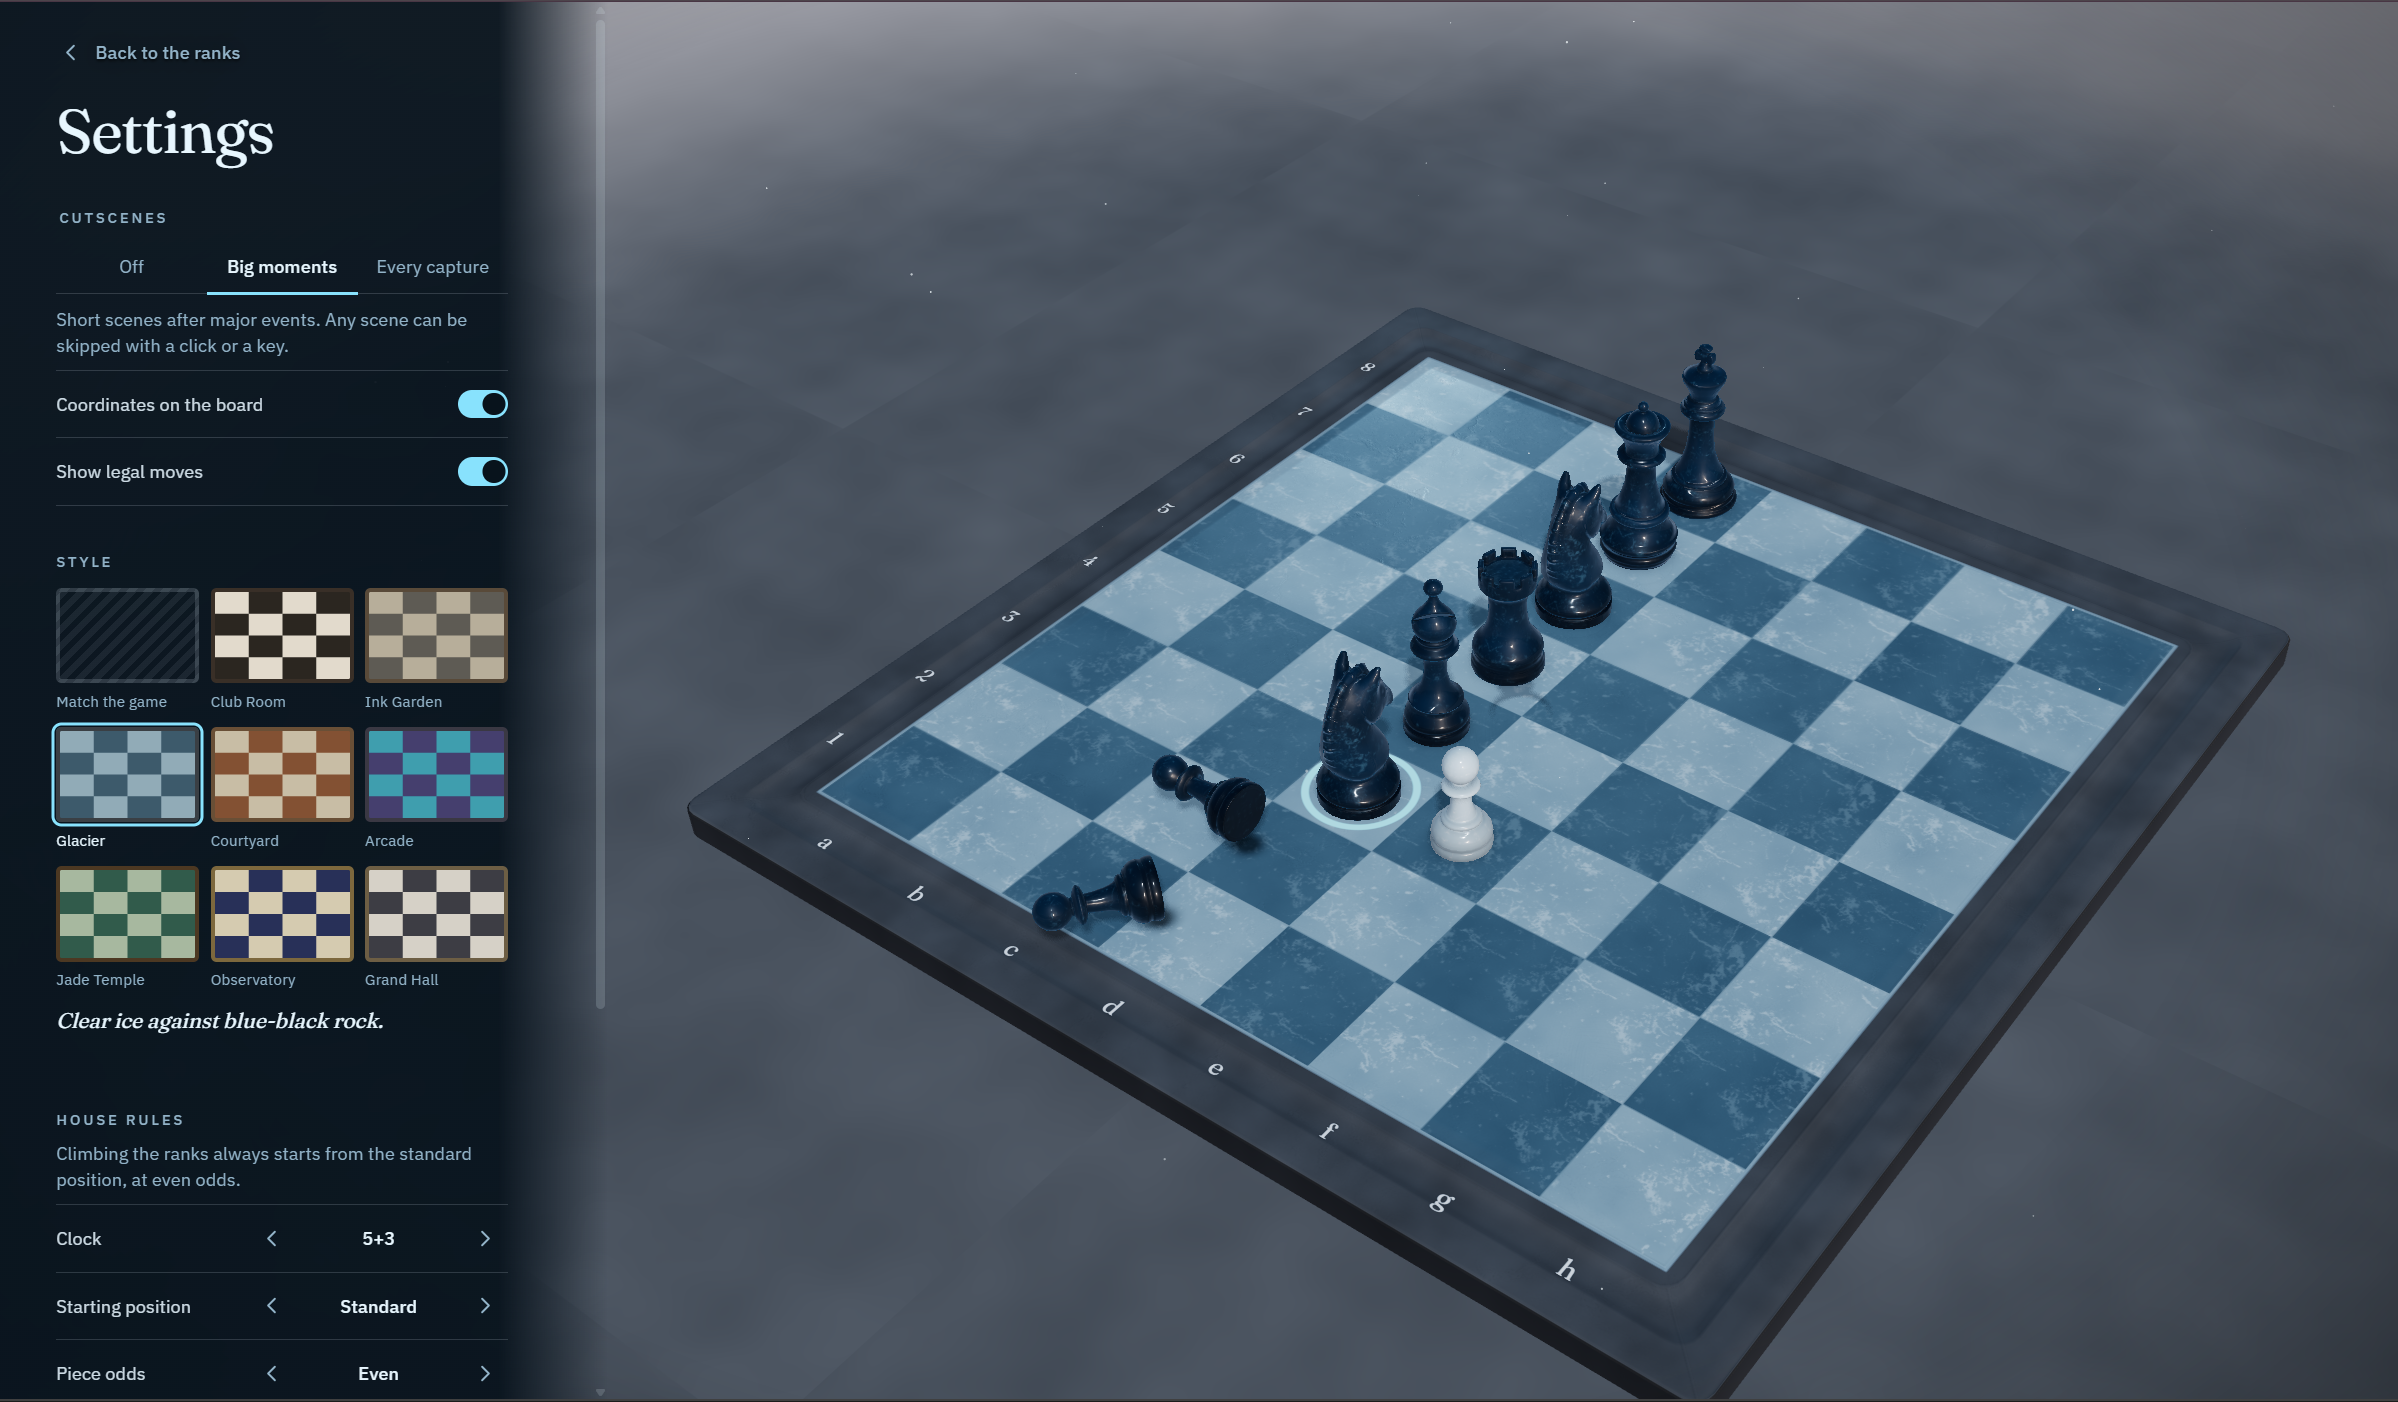 Back to the ranks
Settings
CUTSCENES
Off
Big moments
Every capture
Short scenes after major events. Any scene can be
skipped with a click or a key.
Coordinates on the board
Show legal moves
STYLE
Match the game
Club Room
Ink Garden
Glacier
Courtyard
Arcade
Jade Temple
Observatory
Grand Hall
Clear ice against blue-black rock.
HOUSE RULES
Climbing the ranks always starts from the standard
position, at even odds.
Clock
5+3
Starting position
Standard
Piece odds
Even
8
7
6
5
4
3
2
1
a
b
c
d
e
f
g
h